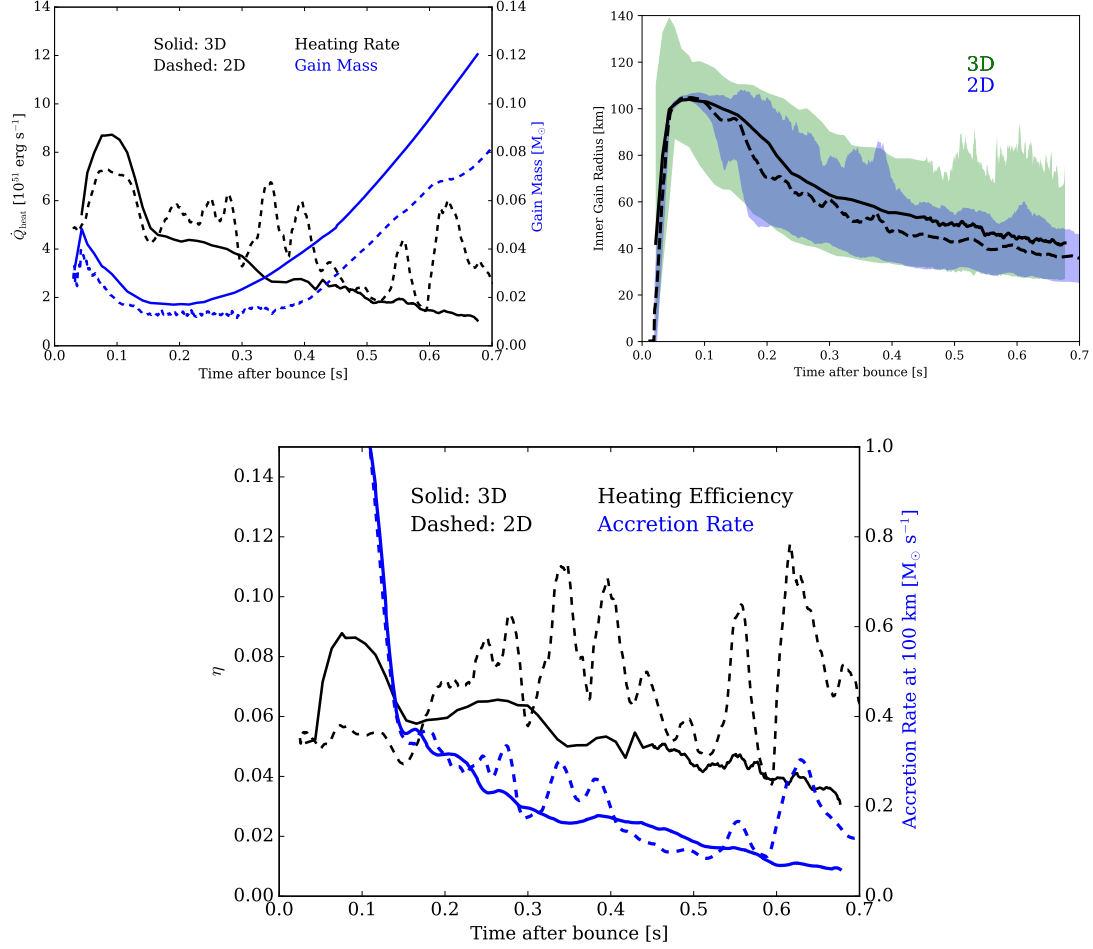 14
12
10
8
6
4
2
0
Q̇heat [10^51 erg s^−1]
Solid: 3D
Dashed: 2D
Heating Rate
Gain Mass
0.14
0.12
0.10
0.08
0.06
0.04
0.02
0.00
Gain Mass [M⊙]
0.0 0.1 0.2 0.3 0.4 0.5 0.6 0.7
Time after bounce [s]
140
120
100
80
60
40
20
0
Inner Gain Radius [km]
3D
2D
0.0 0.1 0.2 0.3 0.4 0.5 0.6 0.7
Time after bounce [s]
0.14
0.12
0.10
0.08
0.06
0.04
0.02
0.00
η
Solid: 3D
Dashed: 2D
Heating Efficiency
Accretion Rate
1.0
0.8
0.6
0.4
0.2
0.0
Accretion Rate at 100 km [M⊙ s^−1]
0.0 0.1 0.2 0.3 0.4 0.5 0.6 0.7
Time after bounce [s]